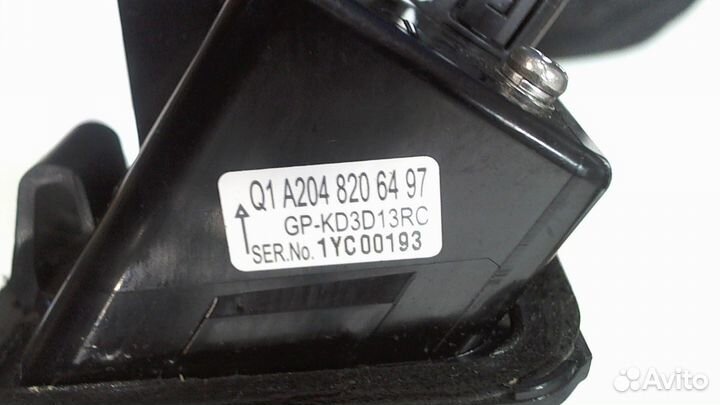 Q1 A204 820 64 97
GP-KD3D13RC
SER.No. 1YC00193
Avito